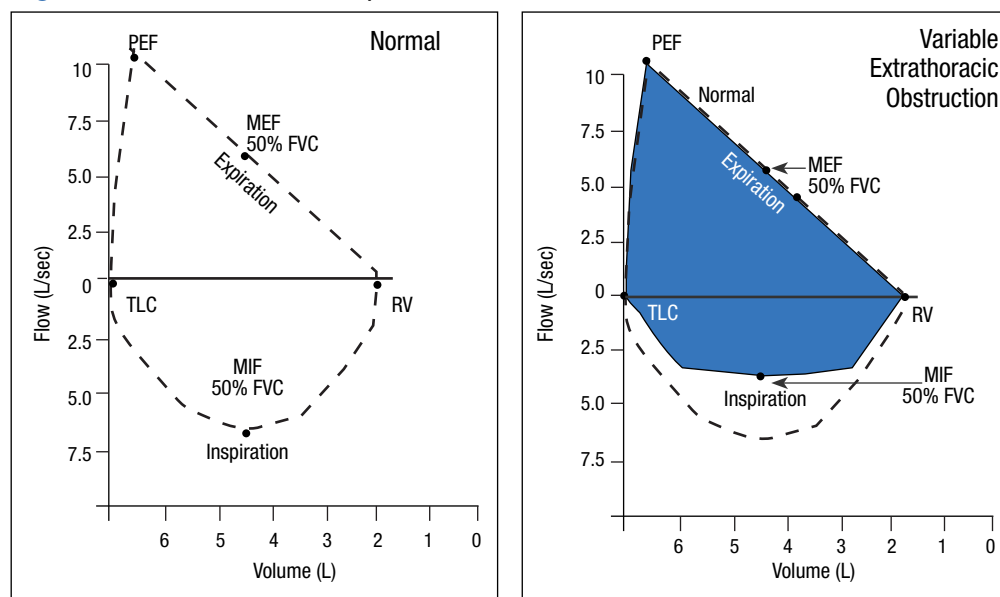 Normal
PEF
10
7.5
5.0
2.5
0
2.5
5.0
7.5
Flow (L/sec)
MEF
50% FVC
Expiration
TLC
RV
MIF
50% FVC
Inspiration
6
5
4
3
2
1
0
Volume (L)
Variable
Extrathoracic
Obstruction
PEF
Normal
10
7.5
5.0
2.5
0
2.5
5.0
7.5
Flow (L/sec)
MEF
50% FVC
Expiration
TLC
RV
MIF
50% FVC
Inspiration
6
5
4
3
2
1
0
Volume (L)